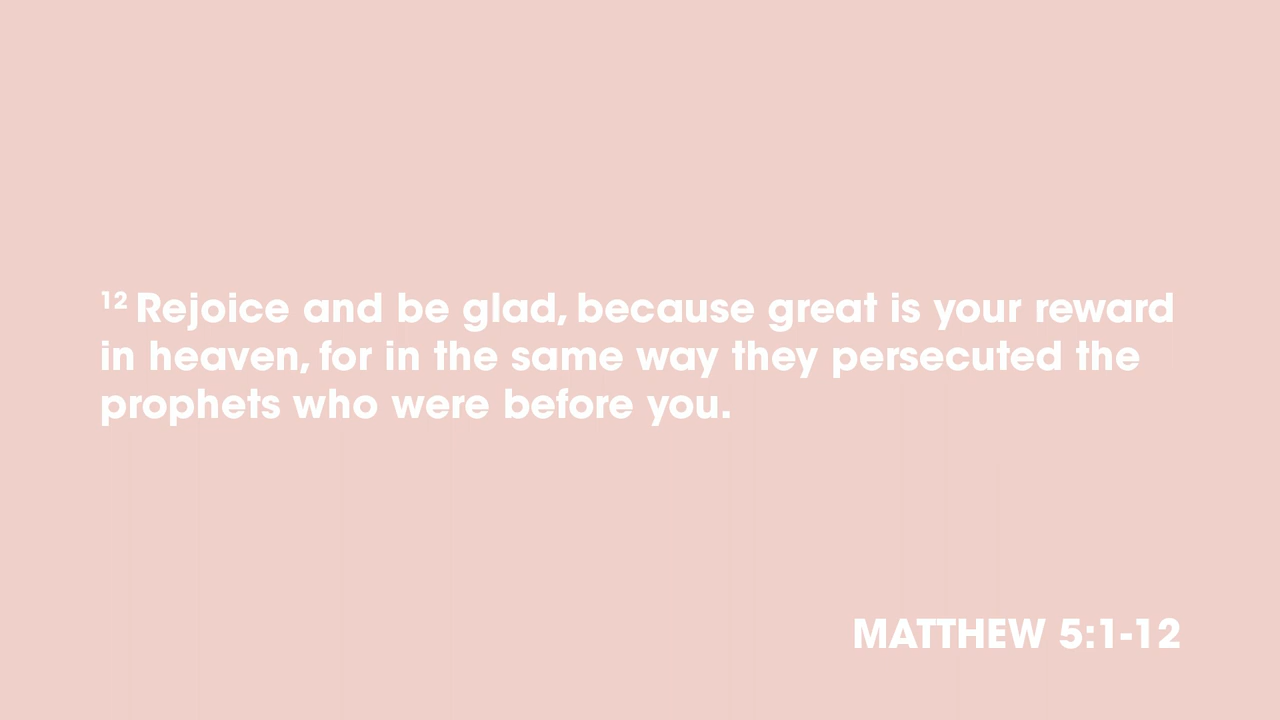 12 Rejoice and be glad, because great is your reward
in heaven, for in the same way they persecuted the
prophets who were before you.
MATTHEW 5:1-12